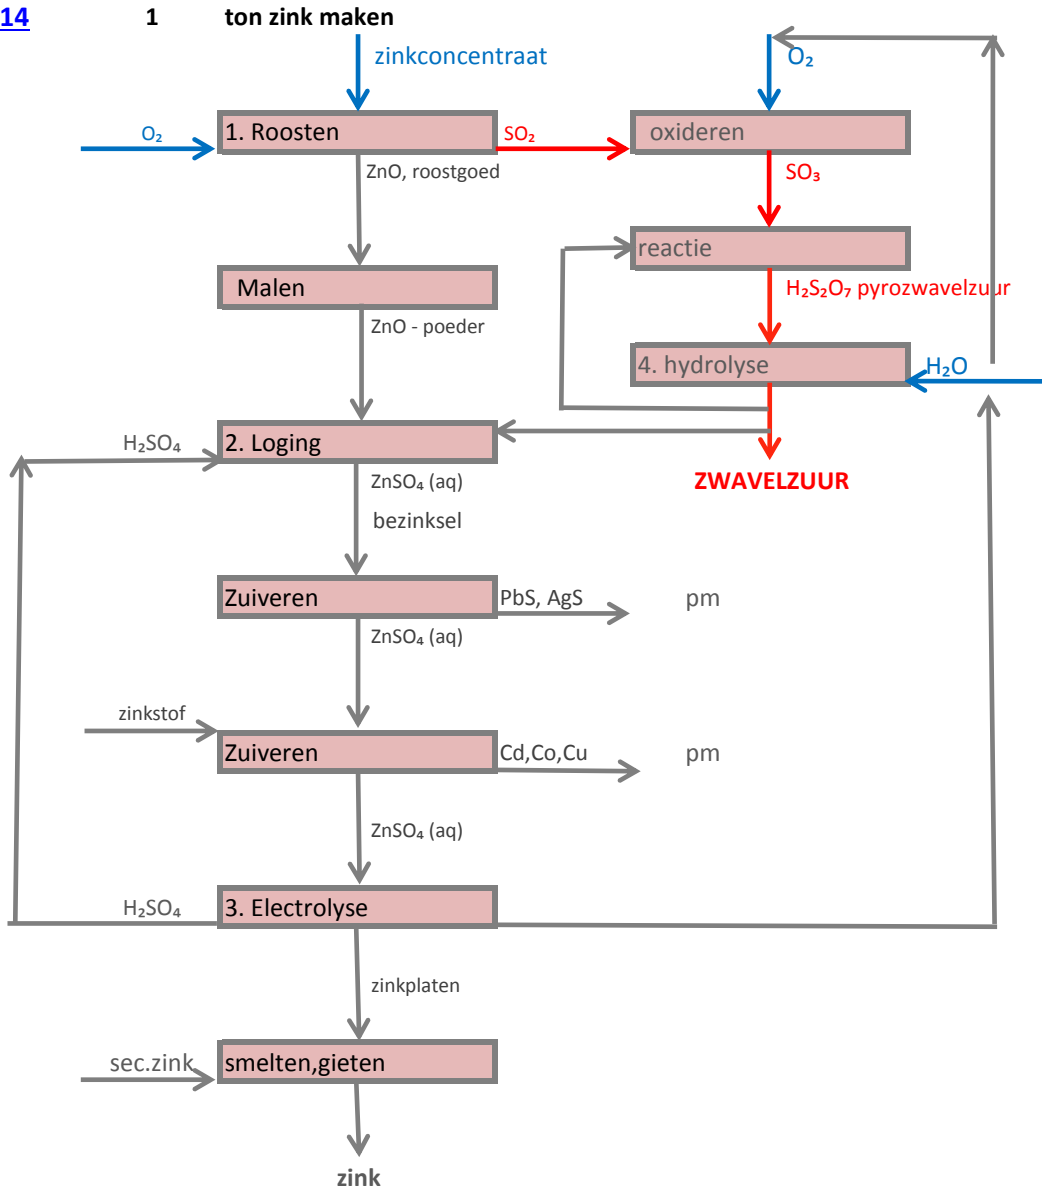 14 1 ton zink maken
zinkconcentraat
O₂
O₂
1. Roosten
SO₂
oxideren
ZnO, roostgoed
SO₃
reactie
Malen
H₂S₂O₇ pyrozwavelzuur
ZnO - poeder
4. hydrolyse
H₂O
H₂SO₄
2. Loging
ZnSO₄ (aq)
ZWAVELZUUR
bezinksel
Zuiveren
PbS, AgS
pm
ZnSO₄ (aq)
zinkstof
Zuiveren
Cd,Co,Cu
pm
ZnSO₄ (aq)
H₂SO₄
3. Electrolyse
zinkplaten
sec.zink
smelten,gieten
zink